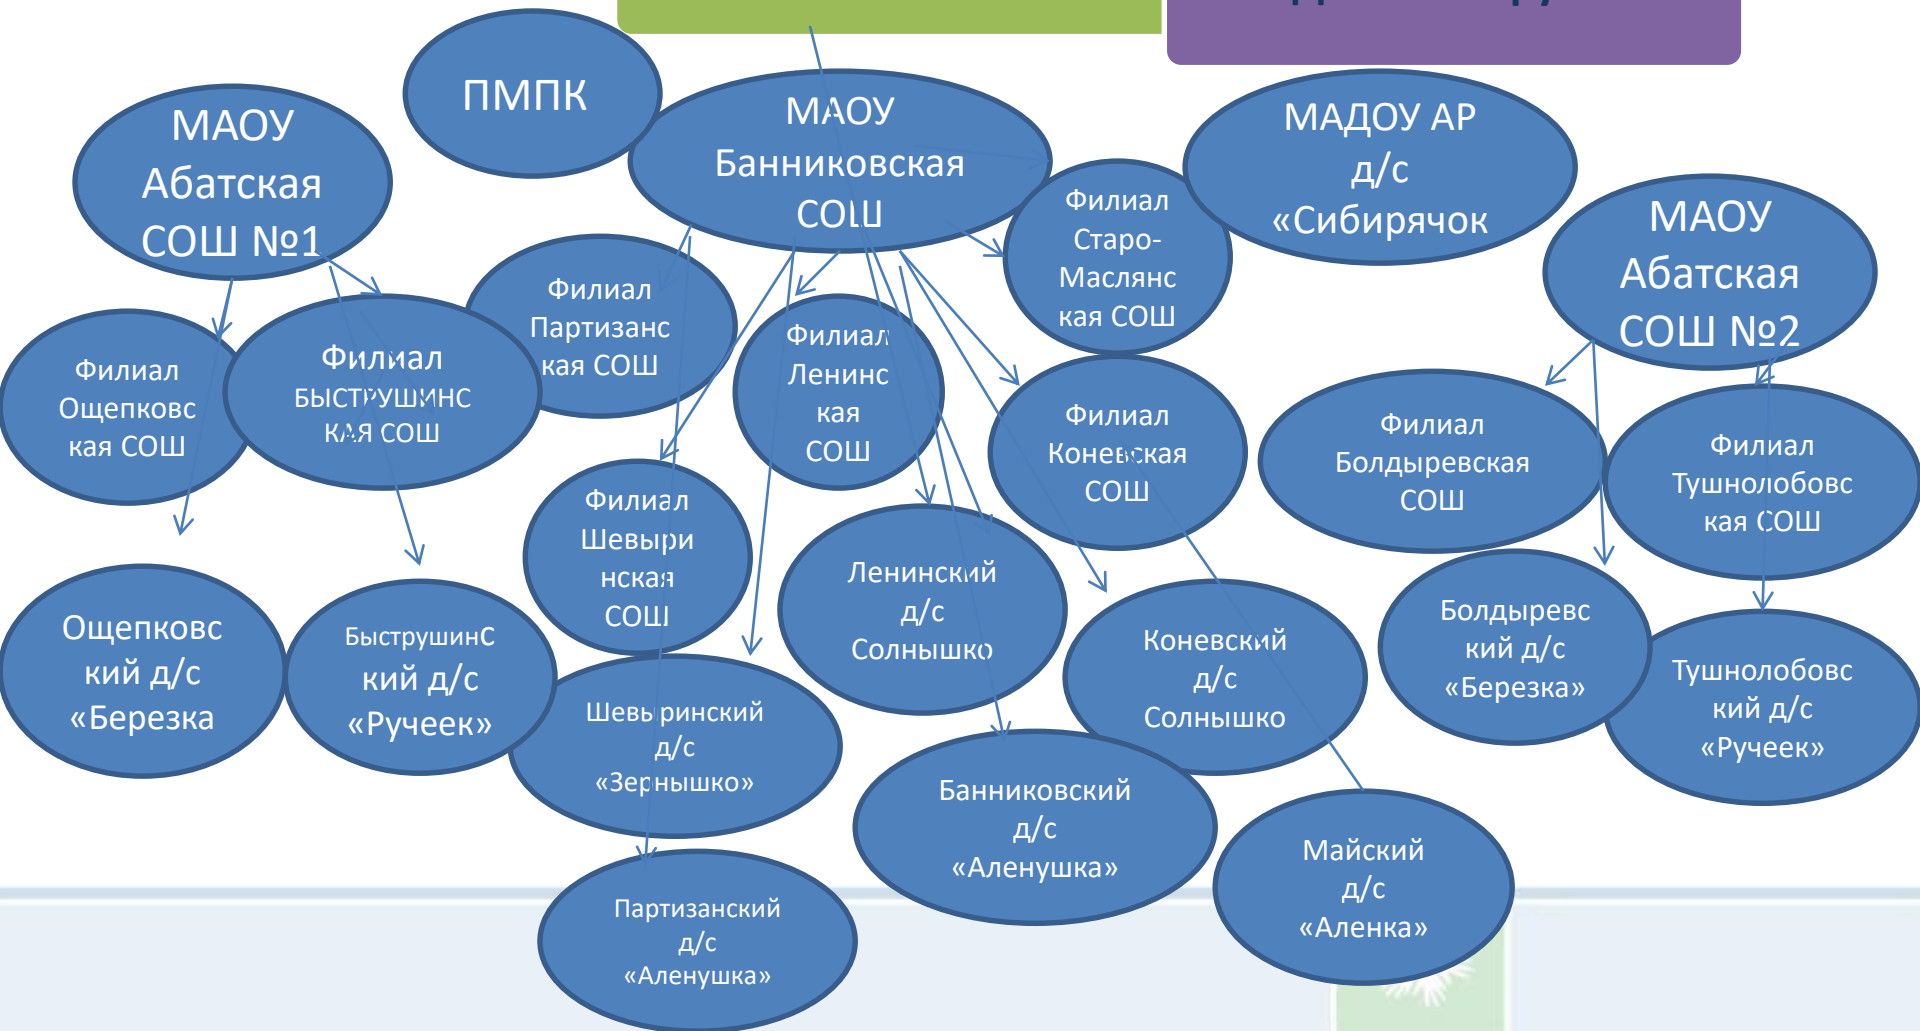 ПМПК
МАОУ
Абатская
СОШ №1
МАОУ
Банниковская
СОШ
МАДОУ АР
д/с
«Сибирячок
МАОУ
Абатская
СОШ №2
Филиал
Старо-
Маслянс
кая СОШ
Филиал
Партизанс
кая СОШ
Филиал
Ощепковс
кая СОШ
Филиал
БЫСТРУШИНС
КАЯ СОШ
Филиал
Ленинс
кая
СОШ
Филиал
Коневская
СОШ
Филиал
Болдыревская
СОШ
Филиал
Тушнолобовс
кая СОШ
Филиал
Шевыри
нская
СОШ
Ленинский
д/с
Солнышко
Ощепковс
кий д/с
«Березка
Быструшинс
кий д/с
«Ручеек»
Коневский
д/с
Солнышко
Болдыревс
кий д/с
«Березка»
Тушнолобовс
кий д/с
«Ручеек»
Шевыринский
д/с
«Зернышко»
Банниковский
д/с
«Аленушка»
Майский
д/с
«Аленка»
Партизанский
д/с
«Аленушка»